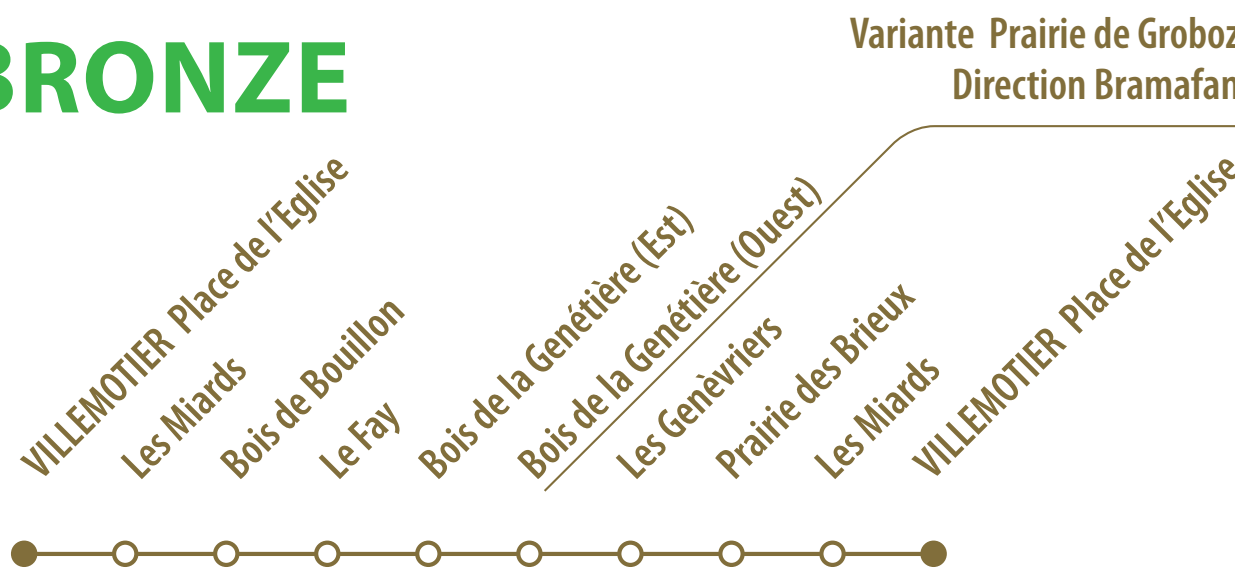 BRONZE
Variante Prairie de Groboz
Direction Bramafan
VILLEMOTIER Place de l'Eglise
Les Miards
Bois de Bouillon
Le Fay
Bois de la Genétière (Est)
Bois de la Genétière (Ouest)
Les Genèvriers
Prairie des Brieux
Les Miards
VILLEMOTIER Place de l'Eglise